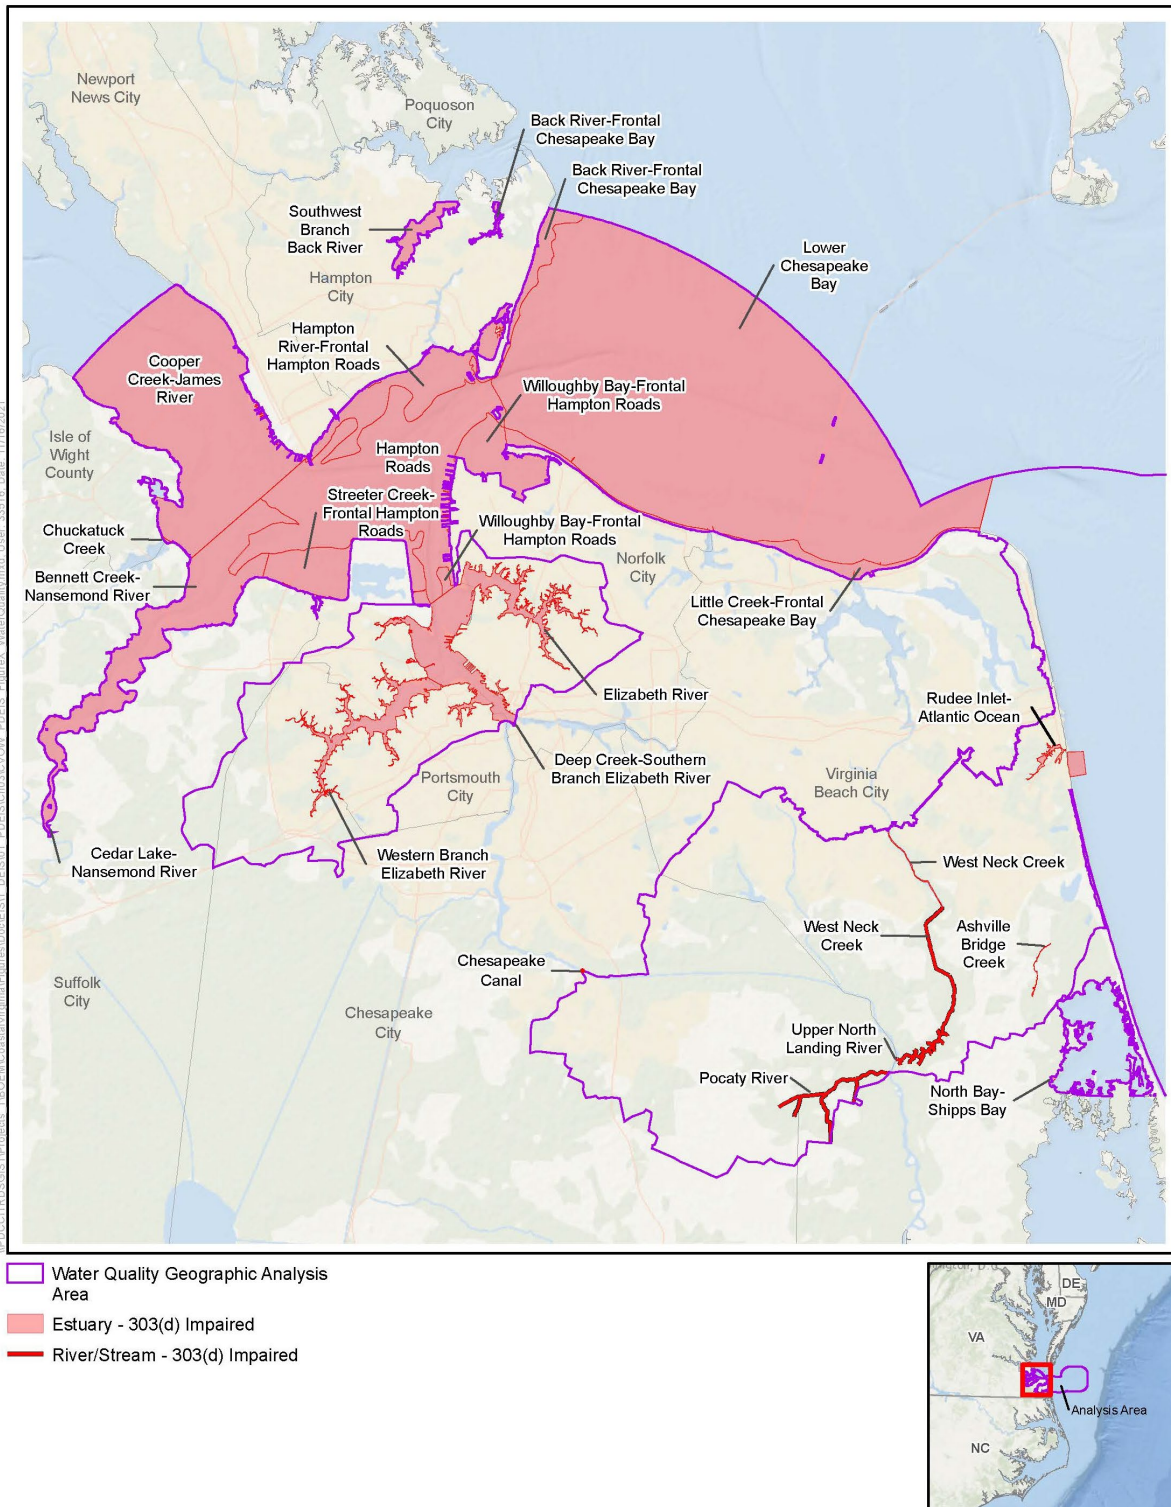 Newport
News City
Poquoson
City
Back River-Frontal
Chesapeake Bay
Back River-Frontal
Chesapeake Bay
Southwest
Branch
Back River
Hampton
City
Lower
Chesapeake
Bay
Hampton
River-Frontal
Hampton Roads
Cooper
Creek-James
River
Willoughby Bay-Frontal
Hampton Roads
Isle of
Wight
County
Hampton
Roads
Streeter Creek-
Frontal Hampton
Roads
Willoughby Bay-Frontal
Hampton Roads
Chuckatuck
Creek
Norfolk
City
Bennett Creek-
Nansemond River
Little Creek-Frontal
Chesapeake Bay
Elizabeth River
Rudee Inlet-
Atlantic Ocean
Deep Creek-Southern
Branch Elizabeth River
Portsmouth
City
Virginia
Beach City
Cedar Lake-
Nansemond River
Western Branch
Elizabeth River
West Neck Creek
West Neck
Creek
Ashville
Bridge
Creek
Chesapeake
Canal
Suffolk
City
Chesapeake
City
Upper North
Landing River
Pocaty River
North Bay-
Shipps Bay
Water Quality Geographic Analysis
Area
Estuary - 303(d) Impaired
River/Stream - 303(d) Impaired
DE
MD
VA
Analysis Area
NC